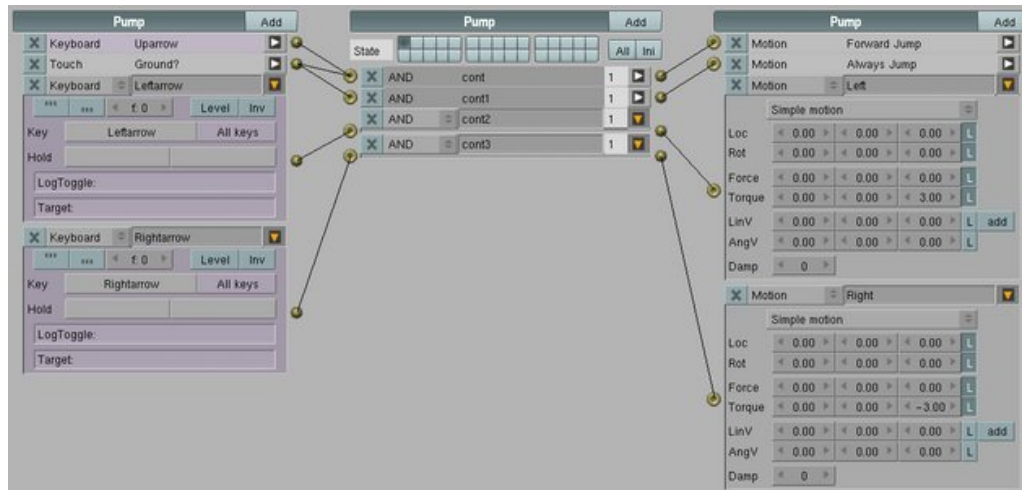 Pump Add
X Keyboard Uparrow
X Touch Ground?
X Keyboard Leftarrow
f: 0 Level Inv
Key Leftarrow All keys
Hold
LogToggle:
Target:
X Keyboard Rightarrow
f: 0 Level Inv
Key Rightarrow All keys
Hold
LogToggle:
Target:
Pump Add
State All Ini
X AND cont 1
X AND cont1 1
X AND cont2 1
X AND cont3 1
Pump Add
X Motion Forward Jump
X Motion Always Jump
X Motion Left
Simple motion
Loc 0.00 0.00 0.00 L
Rot 0.00 0.00 0.00 L
Force 0.00 0.00 0.00 L
Torque 0.00 0.00 3.00 L
LinV 0.00 0.00 0.00 L add
AngV 0.00 0.00 0.00 L
Damp 0
X Motion Right
Simple motion
Loc 0.00 0.00 0.00 L
Rot 0.00 0.00 0.00 L
Force 0.00 0.00 0.00 L
Torque 0.00 0.00 -3.00 L
LinV 0.00 0.00 0.00 L add
AngV 0.00 0.00 0.00 L
Damp 0